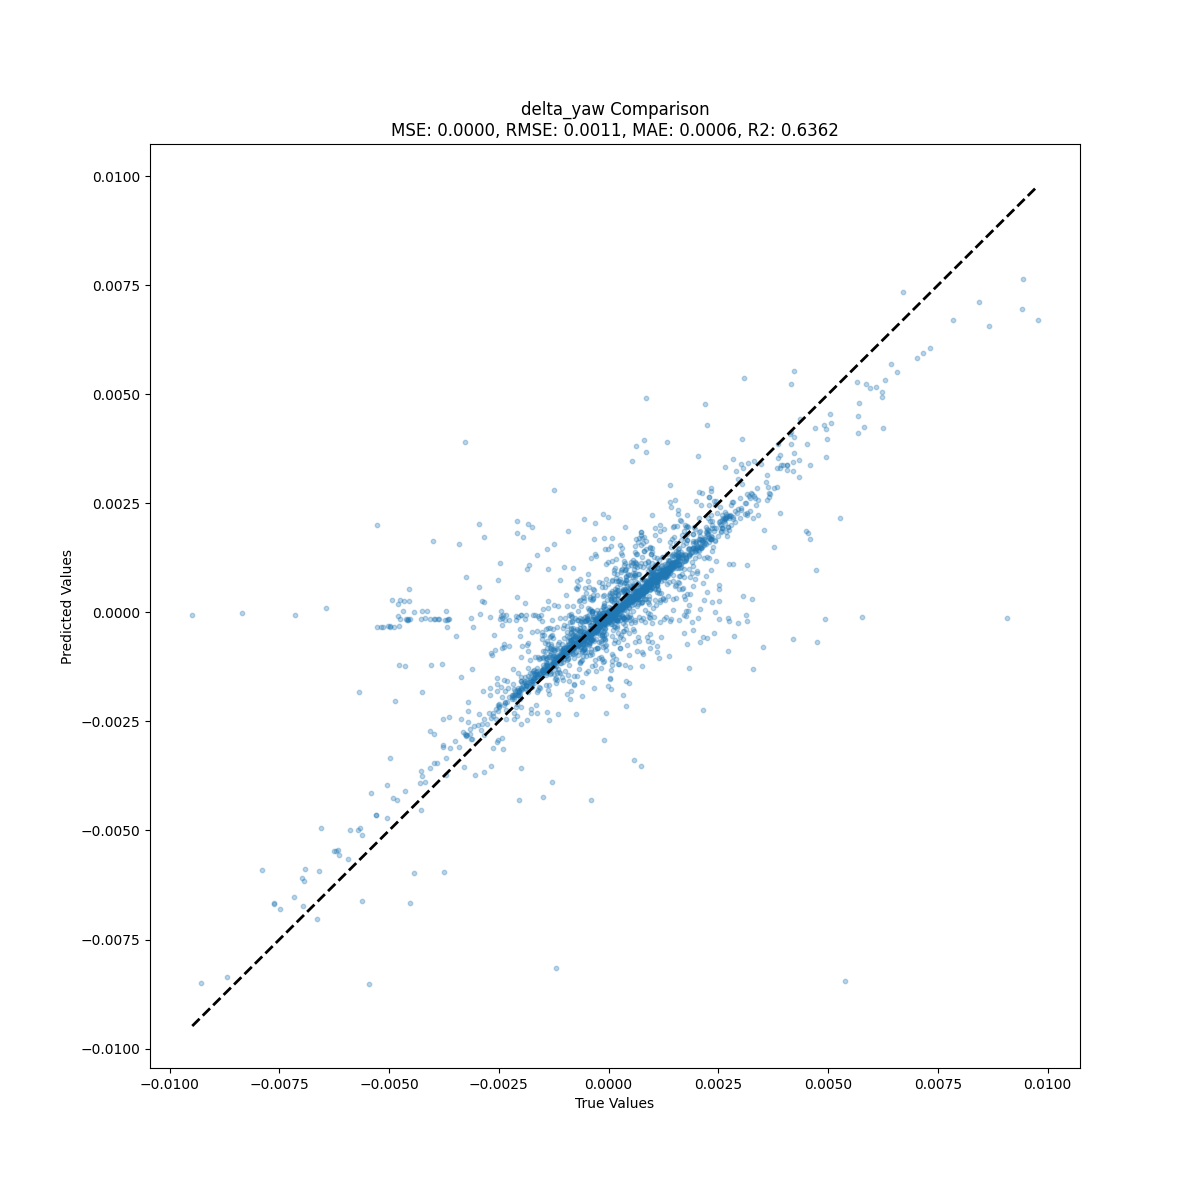 delta_yaw Comparison
MSE: 0.0000, RMSE: 0.0011, MAE: 0.0006, R2: 0.6362
0.0100
0.0075
0.0050
0.0025
0.0000
−0.0025
−0.0050
−0.0075
−0.0100
Predicted Values
−0.0100 −0.0075 −0.0050 −0.0025 0.0000 0.0025 0.0050 0.0075 0.0100
True Values